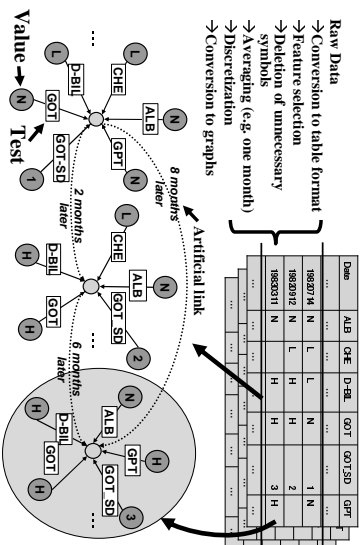 Raw Data
→Conversion to table format
→Feature selection
→Deletion of unnecessary
symbols
→Averaging (e.g. one month)
→Discretization
→Conversion to graphs
Date ALB CHE D-BIL GOT GOT_SD GPT
... ... ... ... ... ... ...
19820714 N L L N 1 N
19820912 L H H 2
19830311 N H H 3 H
... ... ... ... ... ... ...
Artificial link
8 months
later
2 months later
6 months
later
L
CHE
L
D-BIL
N
GOT
1
GOT-SD
N
GPT
N
ALB
Value
Test
L
CHE
N
ALB
2
GOT_SD
H
D-BIL
H
GOT
N
ALB
H
GPT
3
GOT_SD
H
D-BIL
H
GOT